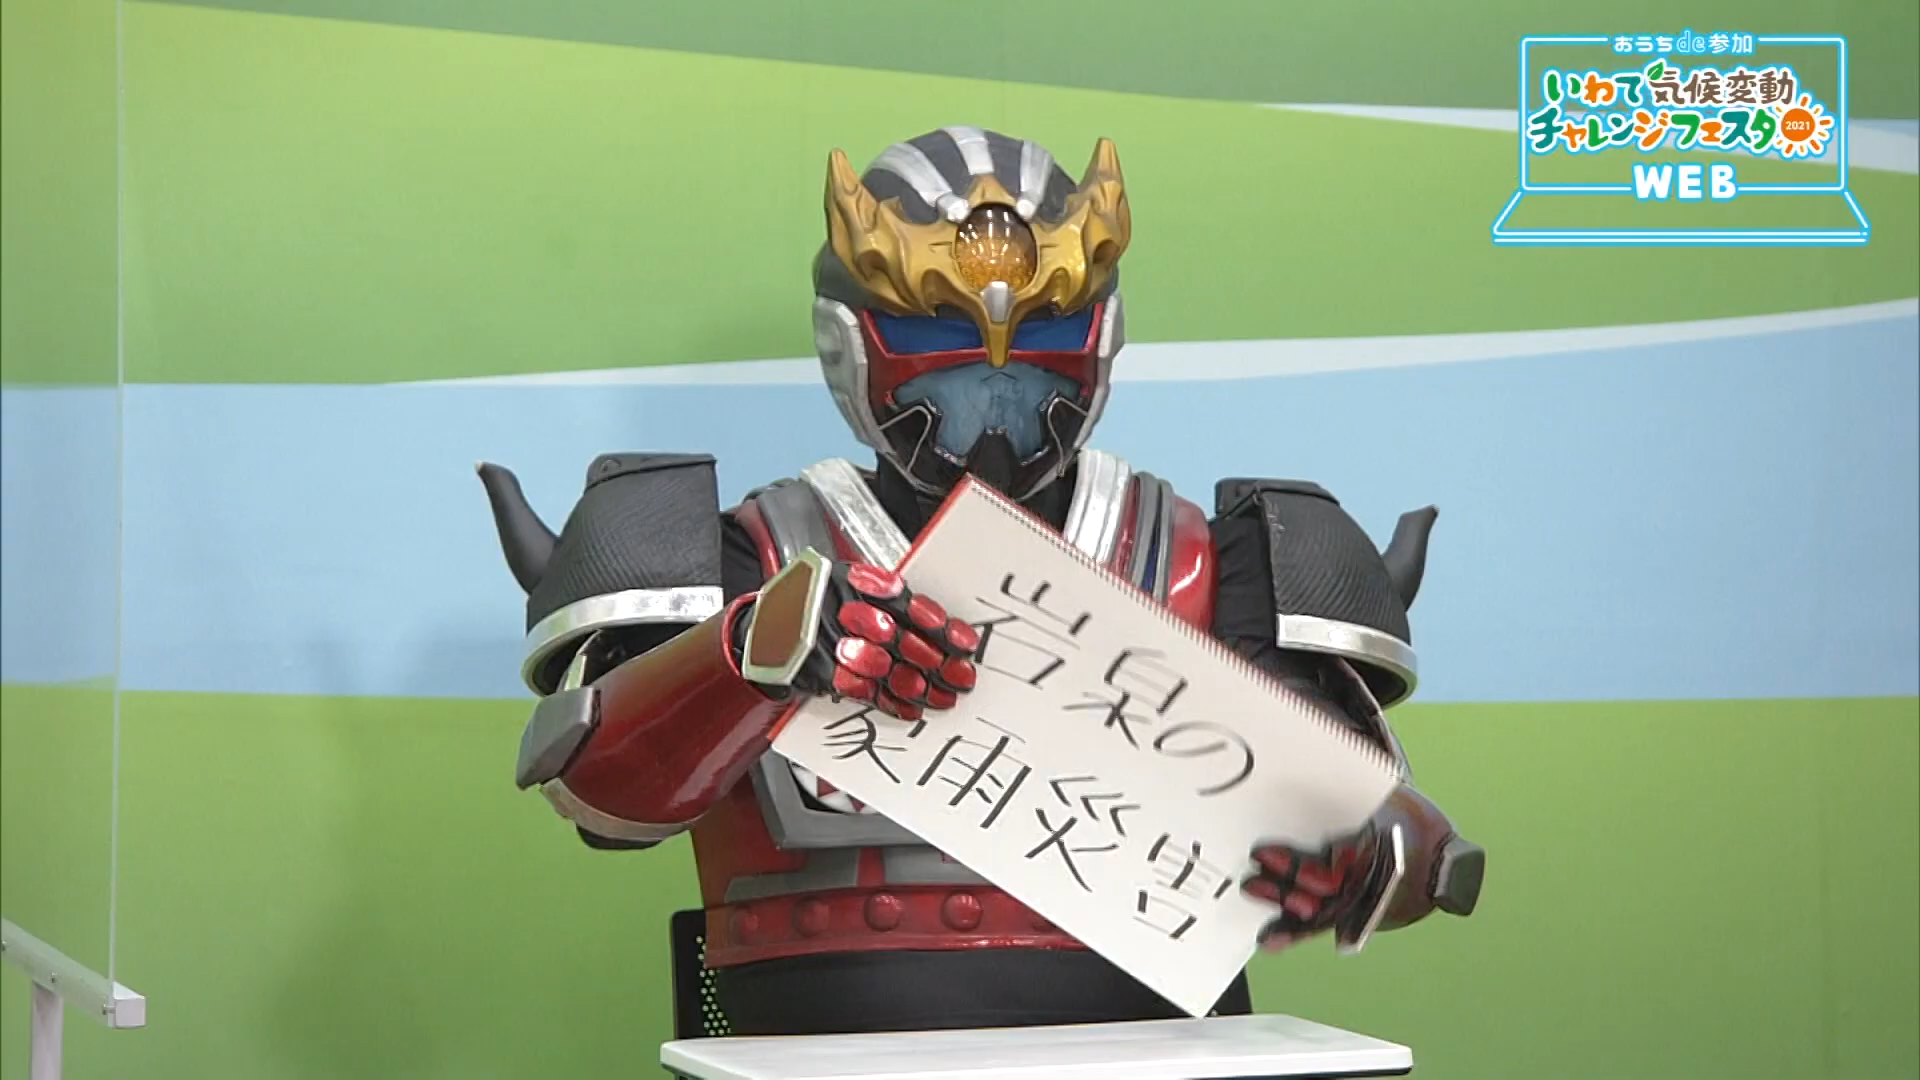 おうちde参加
いわて気候変動
チャレンジフェスタ 2021
WEB
岩泉の
豪雨災害